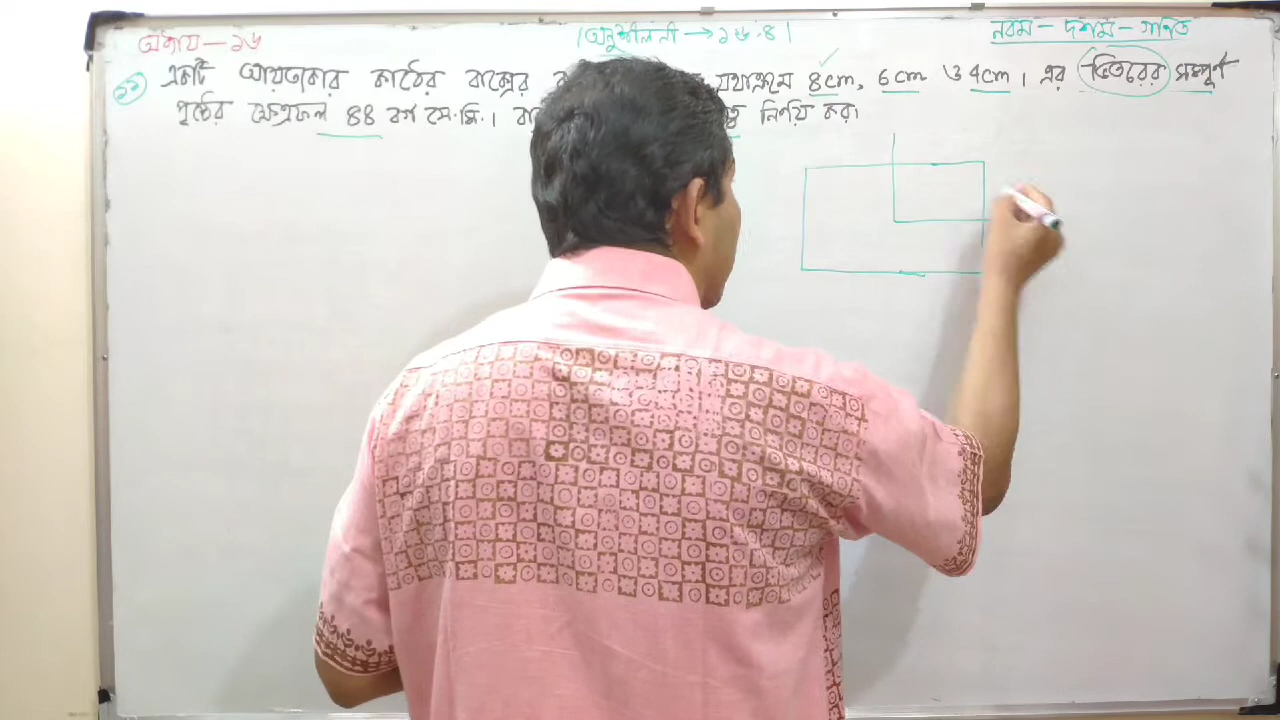 অধ্যায় — ১৬
।অনুশীলনী → ১৬.৪।
নবম — দশম — গণিত
১১ একটি আয়তাকার কাঠের বাক্সের যথাক্রমে 8cm, 6cm ও 4cm। এর ভিতরের সম্পূর্ণ
পৃষ্ঠের ক্ষেত্রফল 88 বর্গ সে.মি.। নির্ণয় কর।